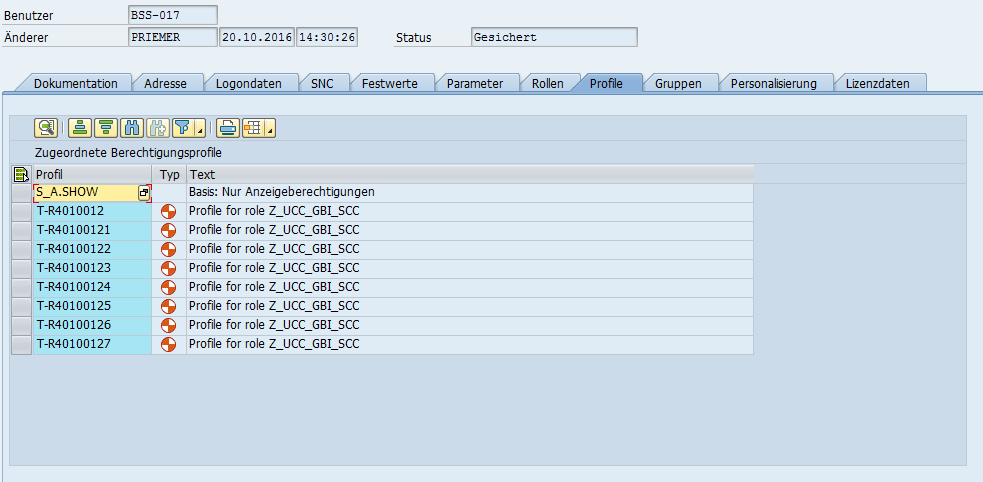 Benutzer BSS-017
Änderer PRIEMER 20.10.2016 14:30:26 Status Gesichert
Dokumentation Adresse Logondaten SNC Festwerte Parameter Rollen Profile Gruppen Personalisierung Lizenzdaten
Zugeordnete Berechtigungsprofile
Profil Typ Text
S_A.SHOW Basis: Nur Anzeigeberechtigungen
T-R4010012 Profile for role Z_UCC_GBI_SCC
T-R40100121 Profile for role Z_UCC_GBI_SCC
T-R40100122 Profile for role Z_UCC_GBI_SCC
T-R40100123 Profile for role Z_UCC_GBI_SCC
T-R40100124 Profile for role Z_UCC_GBI_SCC
T-R40100125 Profile for role Z_UCC_GBI_SCC
T-R40100126 Profile for role Z_UCC_GBI_SCC
T-R40100127 Profile for role Z_UCC_GBI_SCC